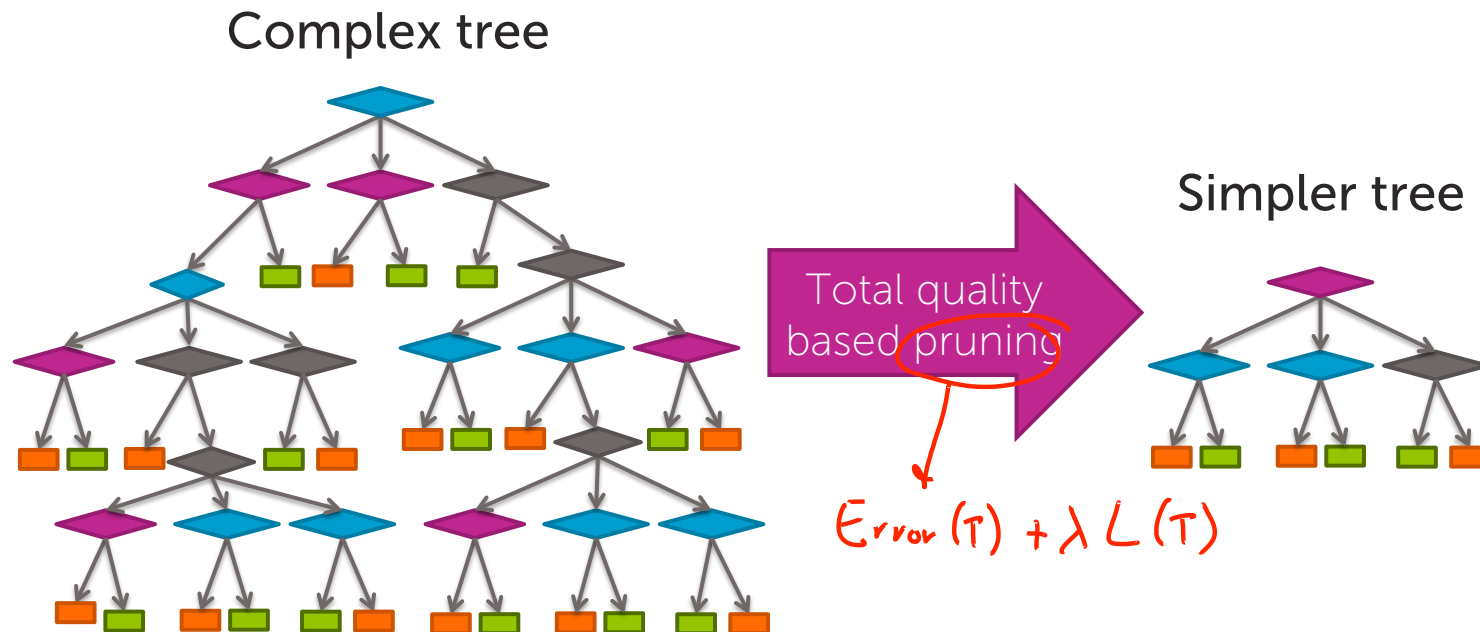 Complex tree
Simpler tree
Total quality
based pruning
Error (T) + λ L (T)